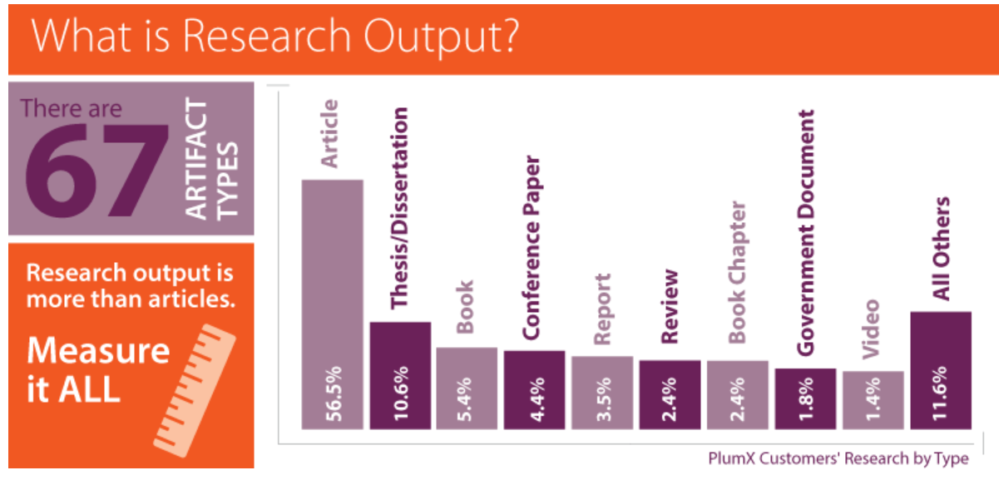 What is Research Output?
There are
67
ARTIFACT
TYPES
Research output is
more than articles.
Measure
it ALL
Article
56.5%
Thesis/Dissertation
10.6%
Book
5.4%
Conference Paper
4.4%
Report
3.5%
Review
2.4%
Book Chapter
2.4%
Government Document
1.8%
Video
1.4%
All Others
11.6%
PlumX Customers' Research by Type